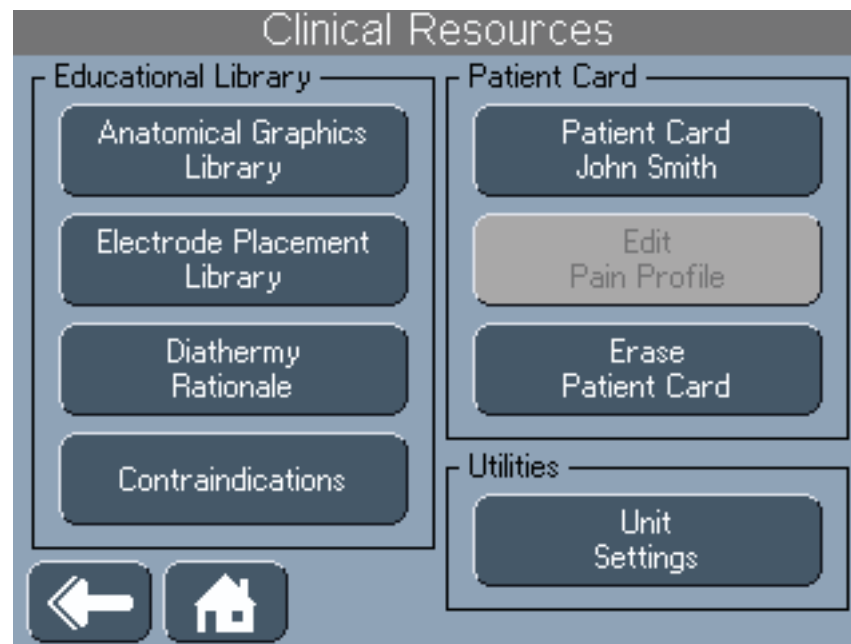 Clinical Resources
Educational Library
Anatomical Graphics
Library
Electrode Placement
Library
Diathermy
Rationale
Contraindications
Patient Card
Patient Card
John Smith
Edit
Pain Profile
Erase
Patient Card
Utilities
Unit
Settings